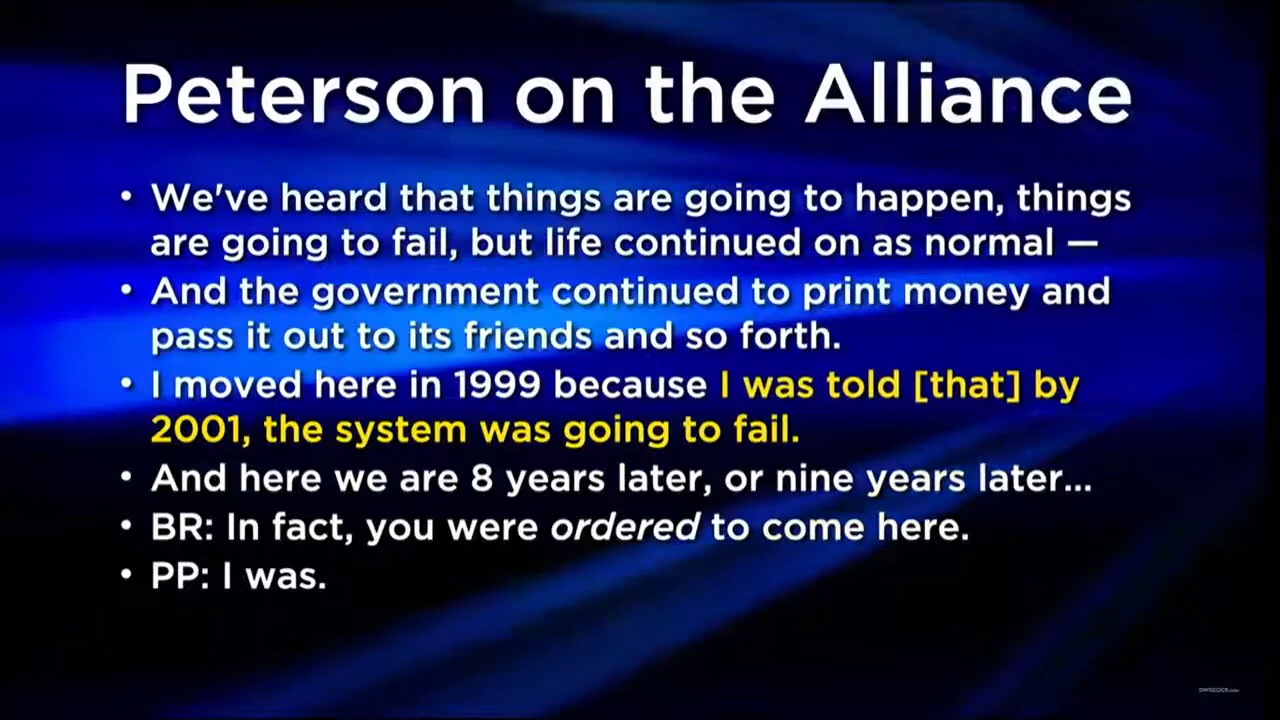 Peterson on the Alliance
• We've heard that things are going to happen, things
are going to fail, but life continued on as normal —
• And the government continued to print money and
pass it out to its friends and so forth.
• I moved here in 1999 because I was told [that] by
2001, the system was going to fail.
• And here we are 8 years later, or nine years later...
• BR: In fact, you were ordered to come here.
• PP: I was.